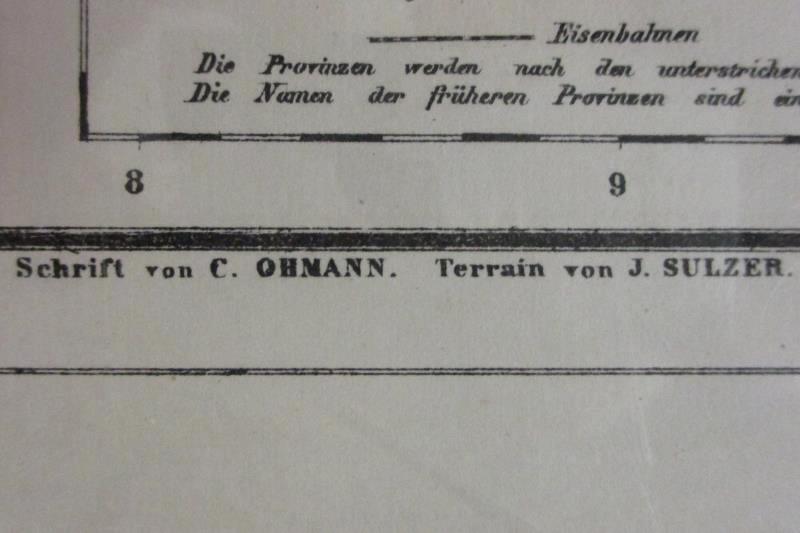 Eisenbahnen
Die Provinzen werden nach den unterstrichen
Die Namen der früheren Provinzen sind ein
8 9
Schrift von C. OHMANN. Terrain von J. SULZER.